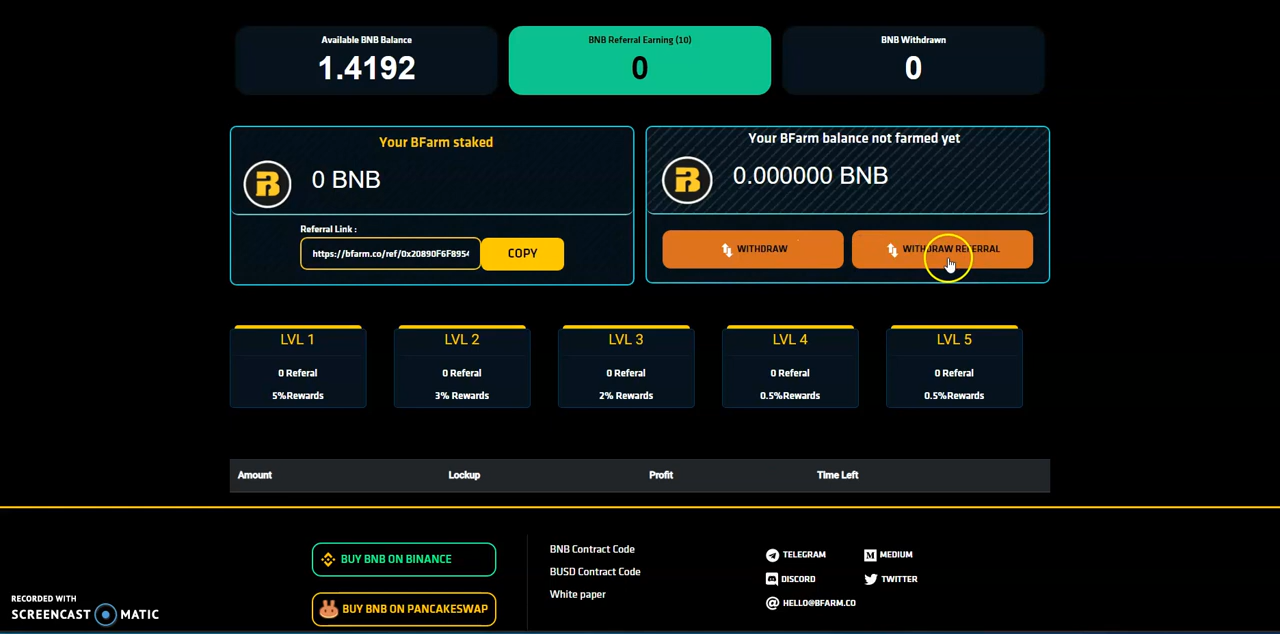 Available BNB Balance
1.4192
BNB Referral Earning (10)
0
BNB Withdrawn
0
Your BFarm staked
0 BNB
Referral Link :
https://bfarm.co/ref/0x20890F6F8954
COPY
Your BFarm balance not farmed yet
0.000000 BNB
WITHDRAW
WITHDRAW REFERRAL
LVL 1
0 Referal
5%Rewards
LVL 2
0 Referal
3% Rewards
LVL 3
0 Referal
2% Rewards
LVL 4
0 Referal
0.5%Rewards
LVL 5
0 Referal
0.5%Rewards
Amount Lockup Profit Time Left
BUY BNB ON BINANCE
BUY BNB ON PANCAKESWAP
BNB Contract Code
BUSD Contract Code
White paper
TELEGRAM
MEDIUM
DISCORD
TWITTER
HELLO@BFARM.CO
RECORDED WITH
SCREENCAST MATIC